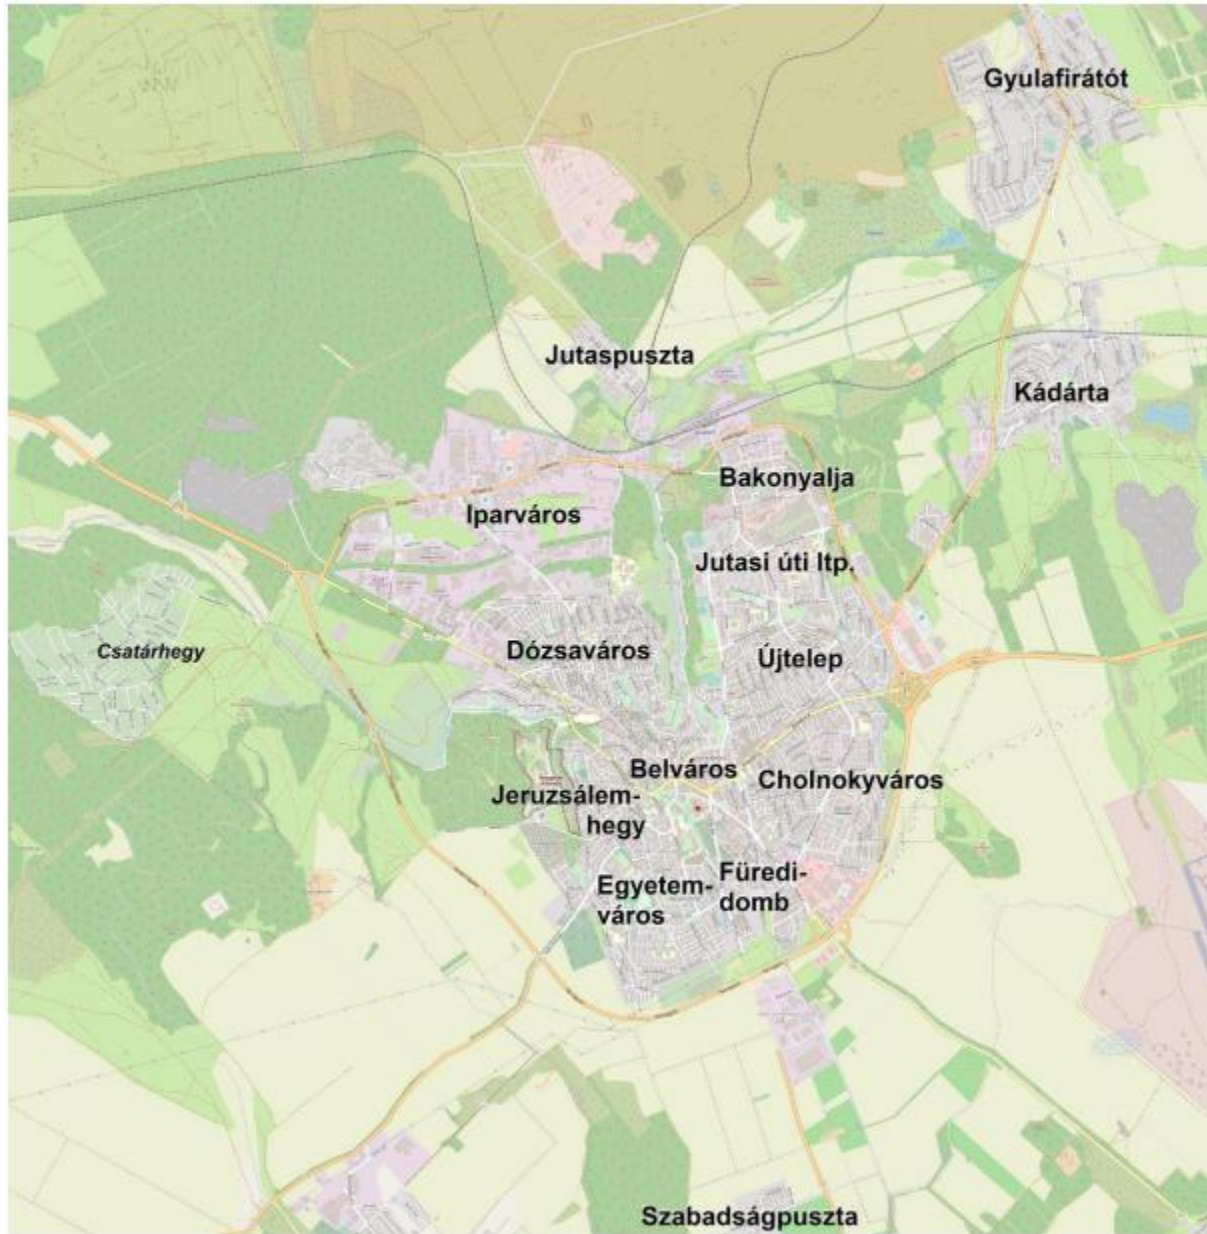 Gyulafirátót
Jutaspuszta
Kádárta
Bakonyalja
Iparváros
Jutasi úti ltp.
Csatárhegy
Dózsaváros
Újtelep
Belváros
Cholnokyváros
Jeruzsálem-
hegy
Egyetem-
város
Füredi-
domb
Szabadságpuszta